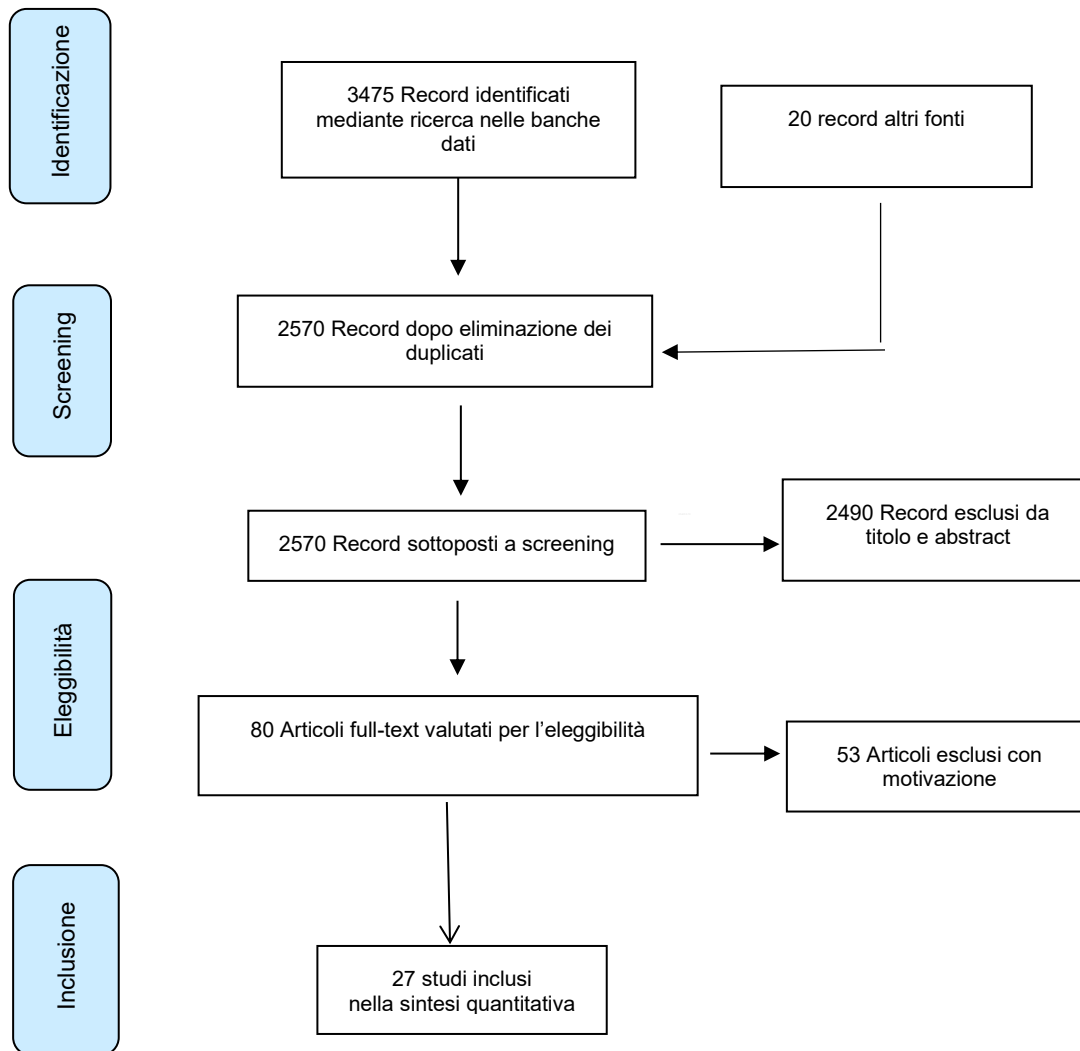 Identificazione
3475 Record identificati
mediante ricerca nelle banche
dati
20 record altri fonti
Screening
2570 Record dopo eliminazione dei
duplicati
2570 Record sottoposti a screening
2490 Record esclusi da
titolo e abstract
Eleggibilità
80 Articoli full-text valutati per l’eleggibilità
53 Articoli esclusi con
motivazione
Inclusione
27 studi inclusi
nella sintesi quantitativa